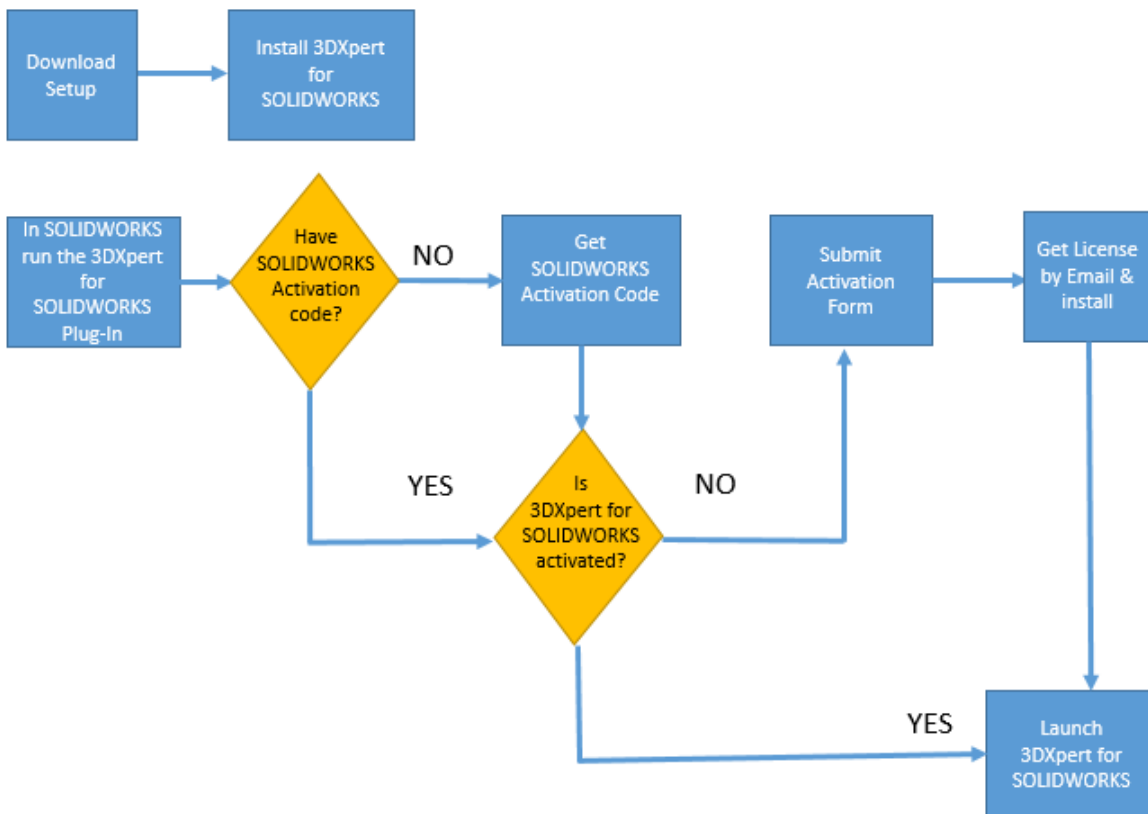 Download
Setup
Install 3DXpert
for
SOLIDWORKS
In SOLIDWORKS
run the 3DXpert
for
SOLIDWORKS
Plug-In
Have
SOLIDWORKS
Activation
code?
NO
Get
SOLIDWORKS
Activation Code
Submit
Activation
Form
Get License
by Email &
install
YES
Is
3DXpert for
SOLIDWORKS
activated?
NO
YES
Launch
3DXpert for
SOLIDWORKS